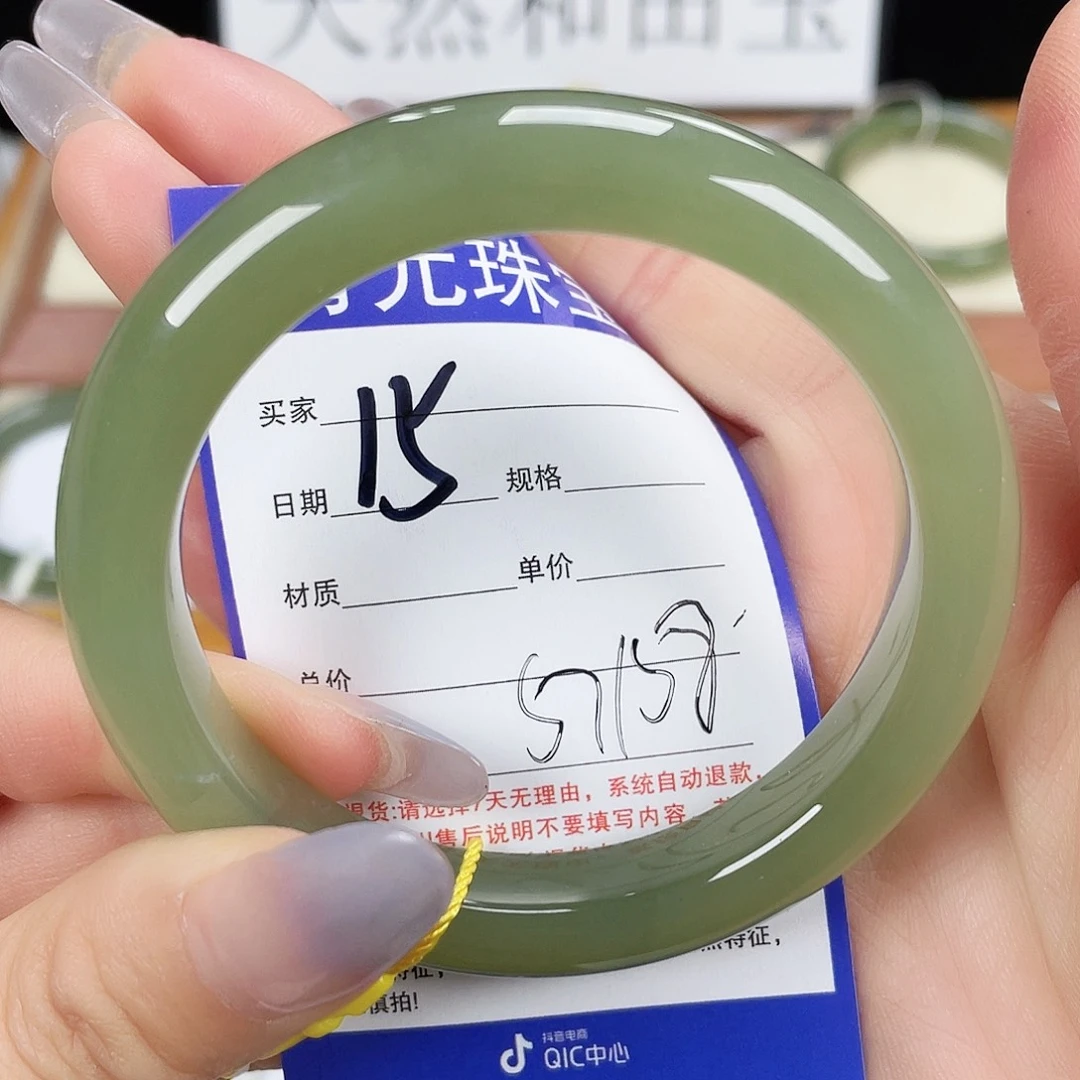 天然和田玉
元珠宝
买家
15
日期
规格
材质
单价
总价
退货:请选择7天无理由，系统自动退款，
售后说明不要填写内容
特征，
慎拍!
抖音电商
QIC中心